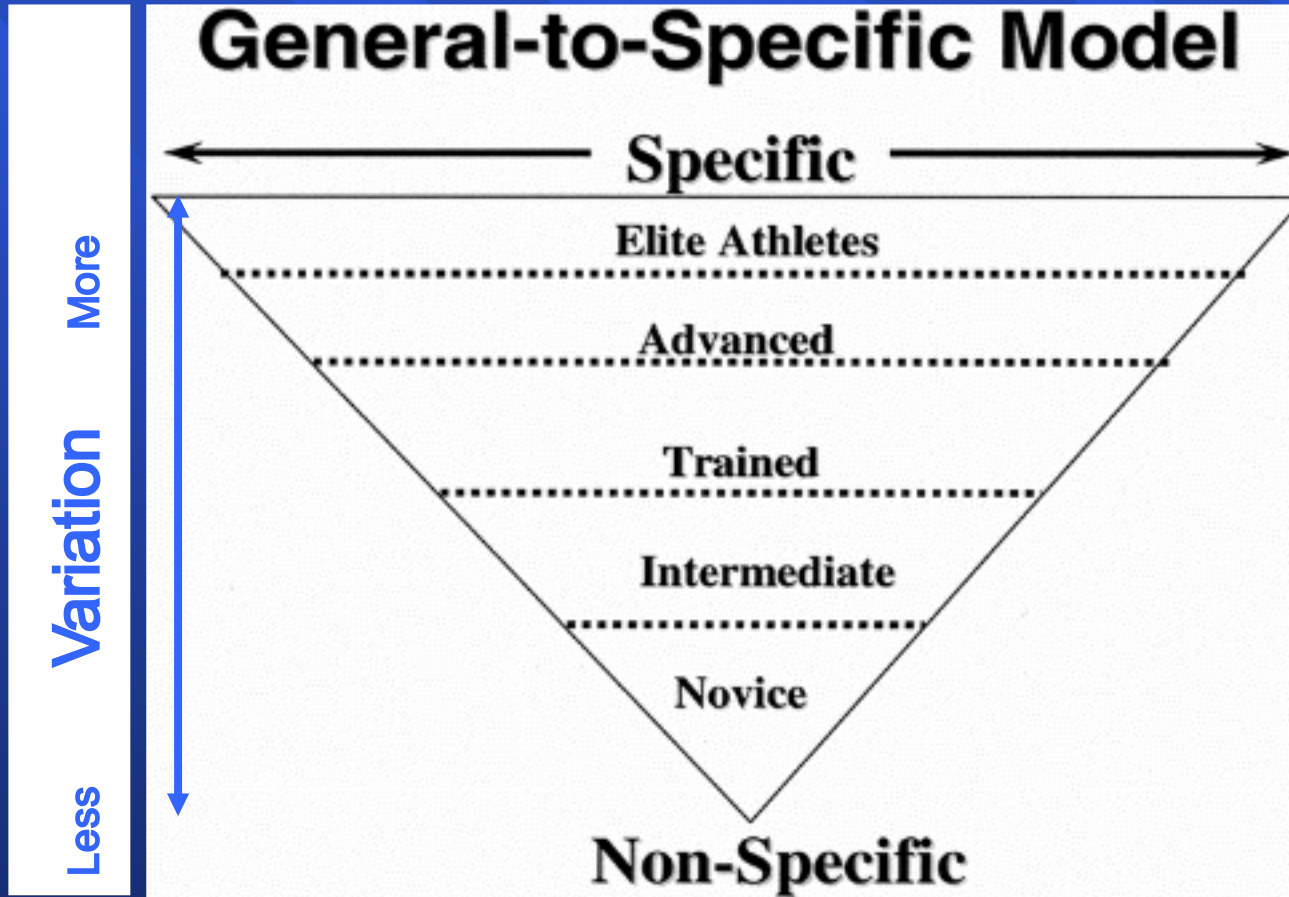 General-to-Specific Model
Specific
Elite Athletes
Advanced
Trained
Intermediate
Novice
Non-Specific
Less Variation More